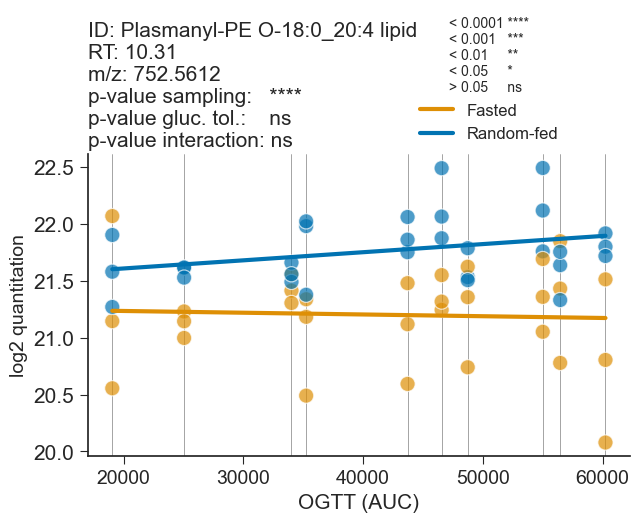 ID: Plasmanyl-PE O-18:0_20:4 lipid
RT: 10.31
m/z: 752.5612
p-value sampling: ****
p-value gluc. tol.: ns
p-value interaction: ns
< 0.0001 ****
< 0.001 ***
< 0.01 **
< 0.05 *
> 0.05 ns
Fasted
Random-fed
22.5
22.0
21.5
21.0
20.5
20.0
log2 quantitation
20000 30000 40000 50000 60000
OGTT (AUC)